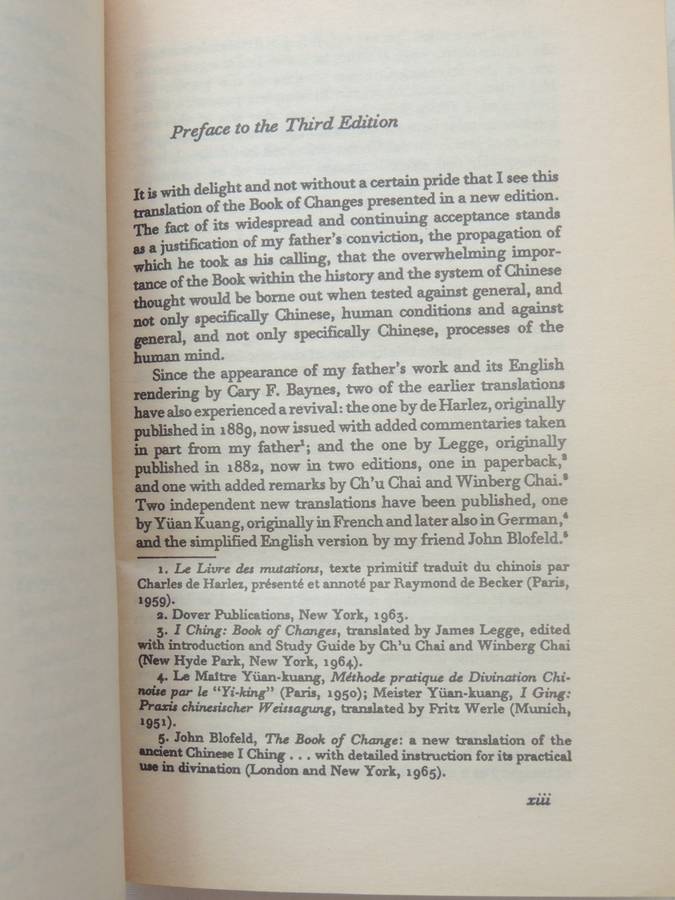 Preface to the Third Edition
It is with delight and not without a certain pride that I see this
translation of the Book of Changes presented in a new edition.
The fact of its widespread and continuing acceptance stands
as a justification of my father's conviction, the propagation of
which he took as his calling, that the overwhelming impor-
tance of the Book within the history and the system of Chinese
thought would be borne out when tested against general, and
not only specifically Chinese, human conditions and against
general, and not only specifically Chinese, processes of the
human mind.
Since the appearance of my father's work and its English
rendering by Cary F. Baynes, two of the earlier translations
have also experienced a revival: the one by de Harlez, originally
published in 1889, now issued with added commentaries taken
in part from my father¹; and the one by Legge, originally
published in 1882, now in two editions, one in paperback,²
and one with added remarks by Ch'u Chai and Winberg Chai.³
Two independent new translations have been published, one
by Yüan Kuang, originally in French and later also in German,⁴
and the simplified English version by my friend John Blofeld.⁵
1. Le Livre des mutations, texte primitif traduit du chinois par
Charles de Harlez, présenté et annoté par Raymond de Becker (Paris,
1959).
2. Dover Publications, New York, 1963.
3. I Ching: Book of Changes, translated by James Legge, edited
with introduction and Study Guide by Ch'u Chai and Winberg Chai
(New Hyde Park, New York, 1964).
4. Le Maître Yüan-kuang, Méthode pratique de Divination Chi-
noise par le "Yi-king" (Paris, 1950); Meister Yüan-kuang, I Ging:
Praxis chinesischer Weissagung, translated by Fritz Werle (Munich,
1951).
5. John Blofeld, The Book of Change: a new translation of the
ancient Chinese I Ching . . . with detailed instruction for its practical
use in divination (London and New York, 1965).
xiii